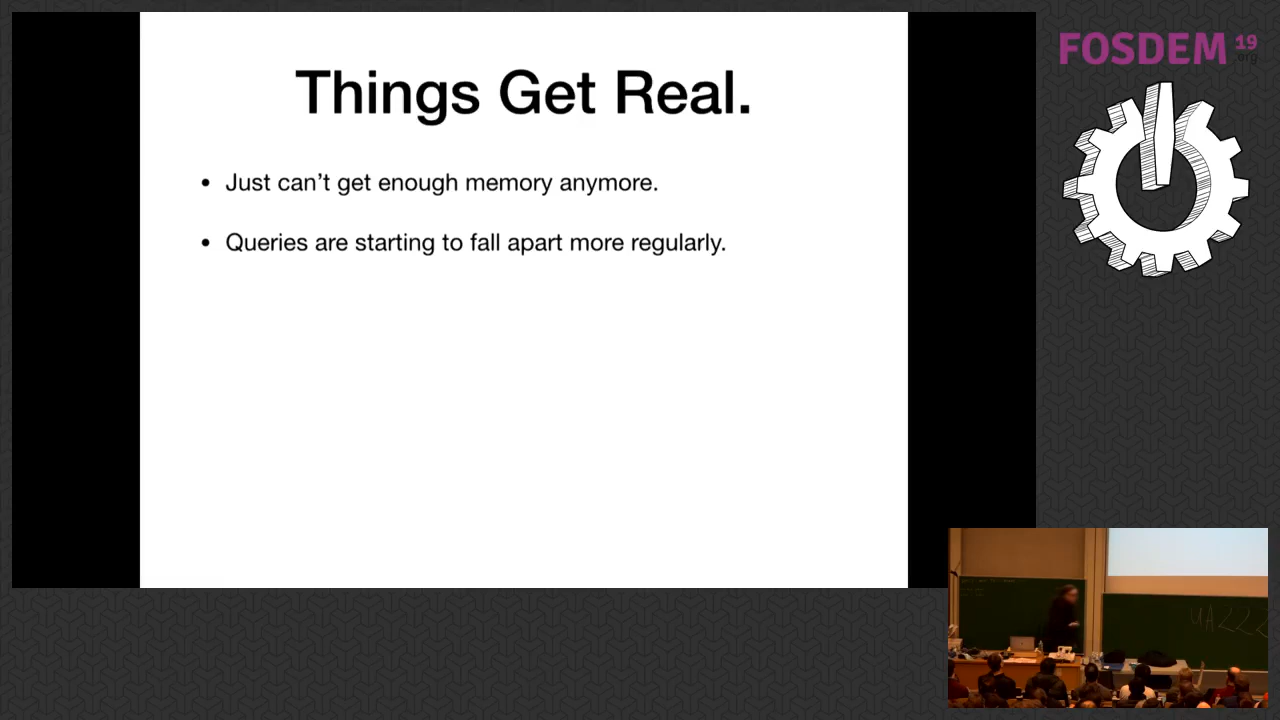 Things Get Real.
• Just can’t get enough memory anymore.
• Queries are starting to fall apart more regularly.
FOSDEM 19
.org